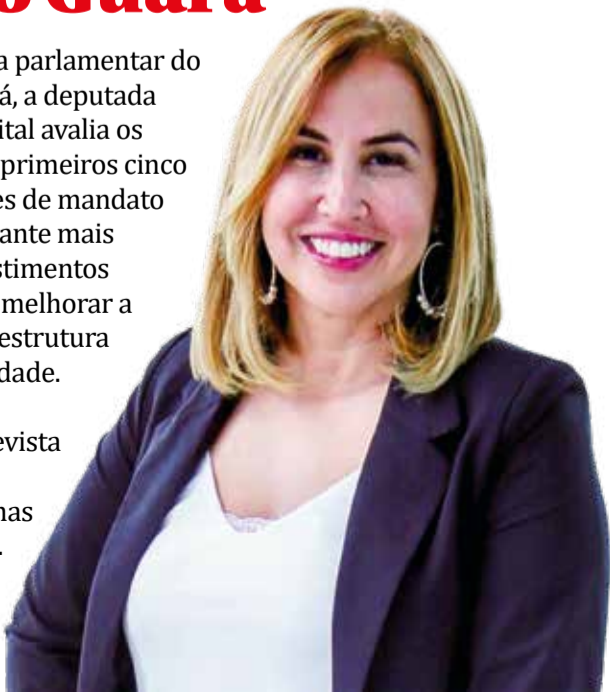 o Guará
a parlamentar do
á, a deputada
ital avalia os
primeiros cinco
es de mandato
ante mais
stimentos
melhorar a
estrutura
dade.
evista
nas
.